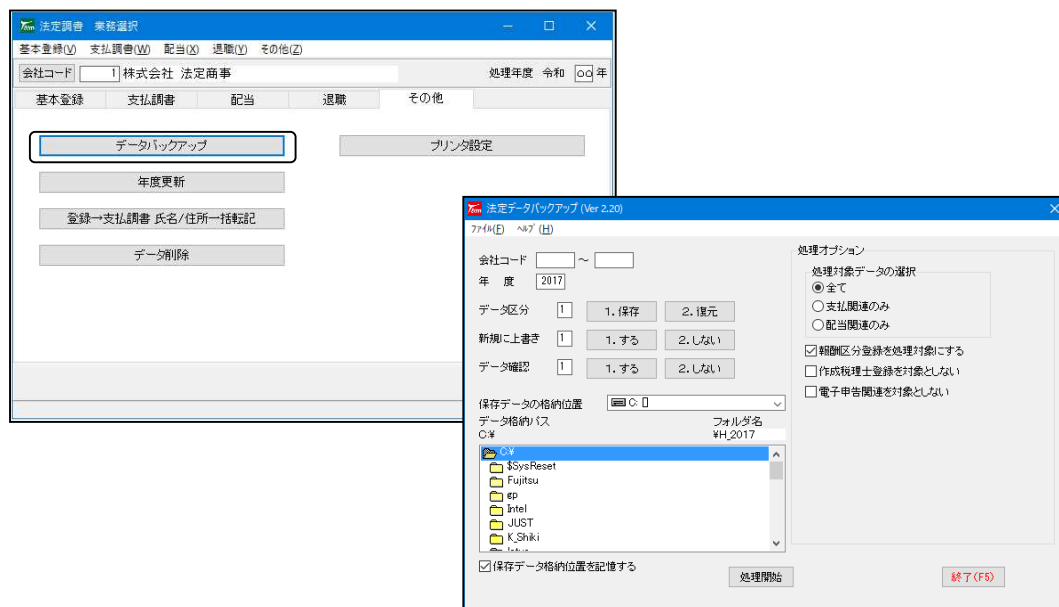 法定調書 業務選択
基本登録(V) 支払調書(W) 配当(X) 退職(Y) その他(Z)
会社コード 1 株式会社 法定商事 処理年度 令和 ○○ 年
基本登録 支払調書 配当 退職 その他
データバックアップ プリンタ設定
年度更新
登録→支払調書 氏名/住所一括転記
データ削除
法定データバックアップ (Ver 2.20)
ファイル(F) ヘルプ(H)
会社コード ~
年 度 2017
データ区分 1 1. 保存 2. 復元
新規に上書き 1 1. する 2. しない
データ確認 1 1. する 2. しない
保存データの格納位置 C:
データ格納パス フォルダ名
C:¥ ¥H_2017
C:¥
$SysReset
Fujitsu
gp
Intel
JUST
K_Shiki
保存データ格納位置を記憶する
処理開始
処理オプション
処理対象データの選択
全て
支払関連のみ
配当関連のみ
報酬区分登録を処理対象にする
作成税理士登録を対象としない
電子申告関連を対象としない
終了(F5)